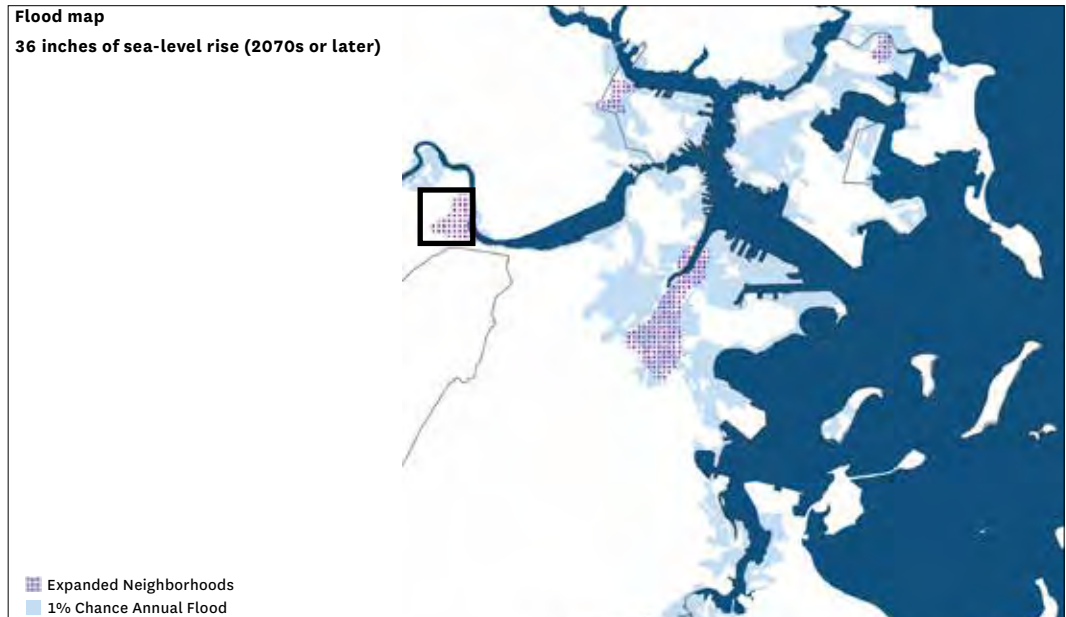 Flood map
36 inches of sea-level rise (2070s or later)
Expanded Neighborhoods
1% Chance Annual Flood